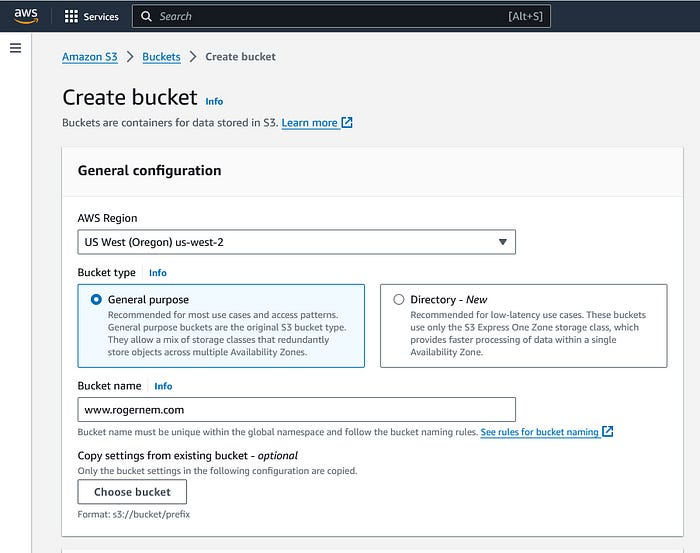 aws Services Search [Alt+S]
Amazon S3 > Buckets > Create bucket
Create bucket Info
Buckets are containers for data stored in S3. Learn more
General configuration
AWS Region
US West (Oregon) us-west-2
Bucket type Info
General purpose
Recommended for most use cases and access patterns.
General purpose buckets are the original S3 bucket type.
They allow a mix of storage classes that redundantly
store objects across multiple Availability Zones.
Directory - New
Recommended for low-latency use cases. These buckets
use only the S3 Express One Zone storage class, which
provides faster processing of data within a single
Availability Zone.
Bucket name Info
www.rogernem.com
Bucket name must be unique within the global namespace and follow the bucket naming rules. See rules for bucket naming
Copy settings from existing bucket - optional
Only the bucket settings in the following configuration are copied.
Choose bucket
Format: s3://bucket/prefix